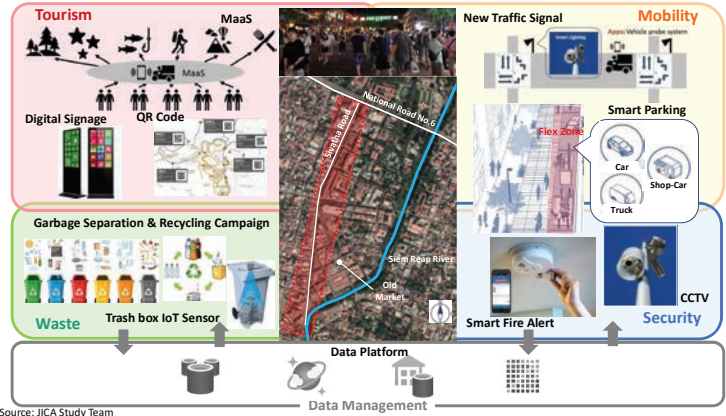 Tourism
MaaS
MaaS
Digital Signage
QR Code
National Road No.6
Sivatha Road
Siem Reap River
Old
Market
New Traffic Signal
Mobility
Smart Lighting
Apps: Vehicle probe system
Smart Parking
Flex Zone
Car
Shop-Car
Truck
Garbage Separation & Recycling Campaign
Waste
Trash box IoT Sensor
Smart Fire Alert
CCTV
Security
Data Platform
Data Management
Source: JICA Study Team